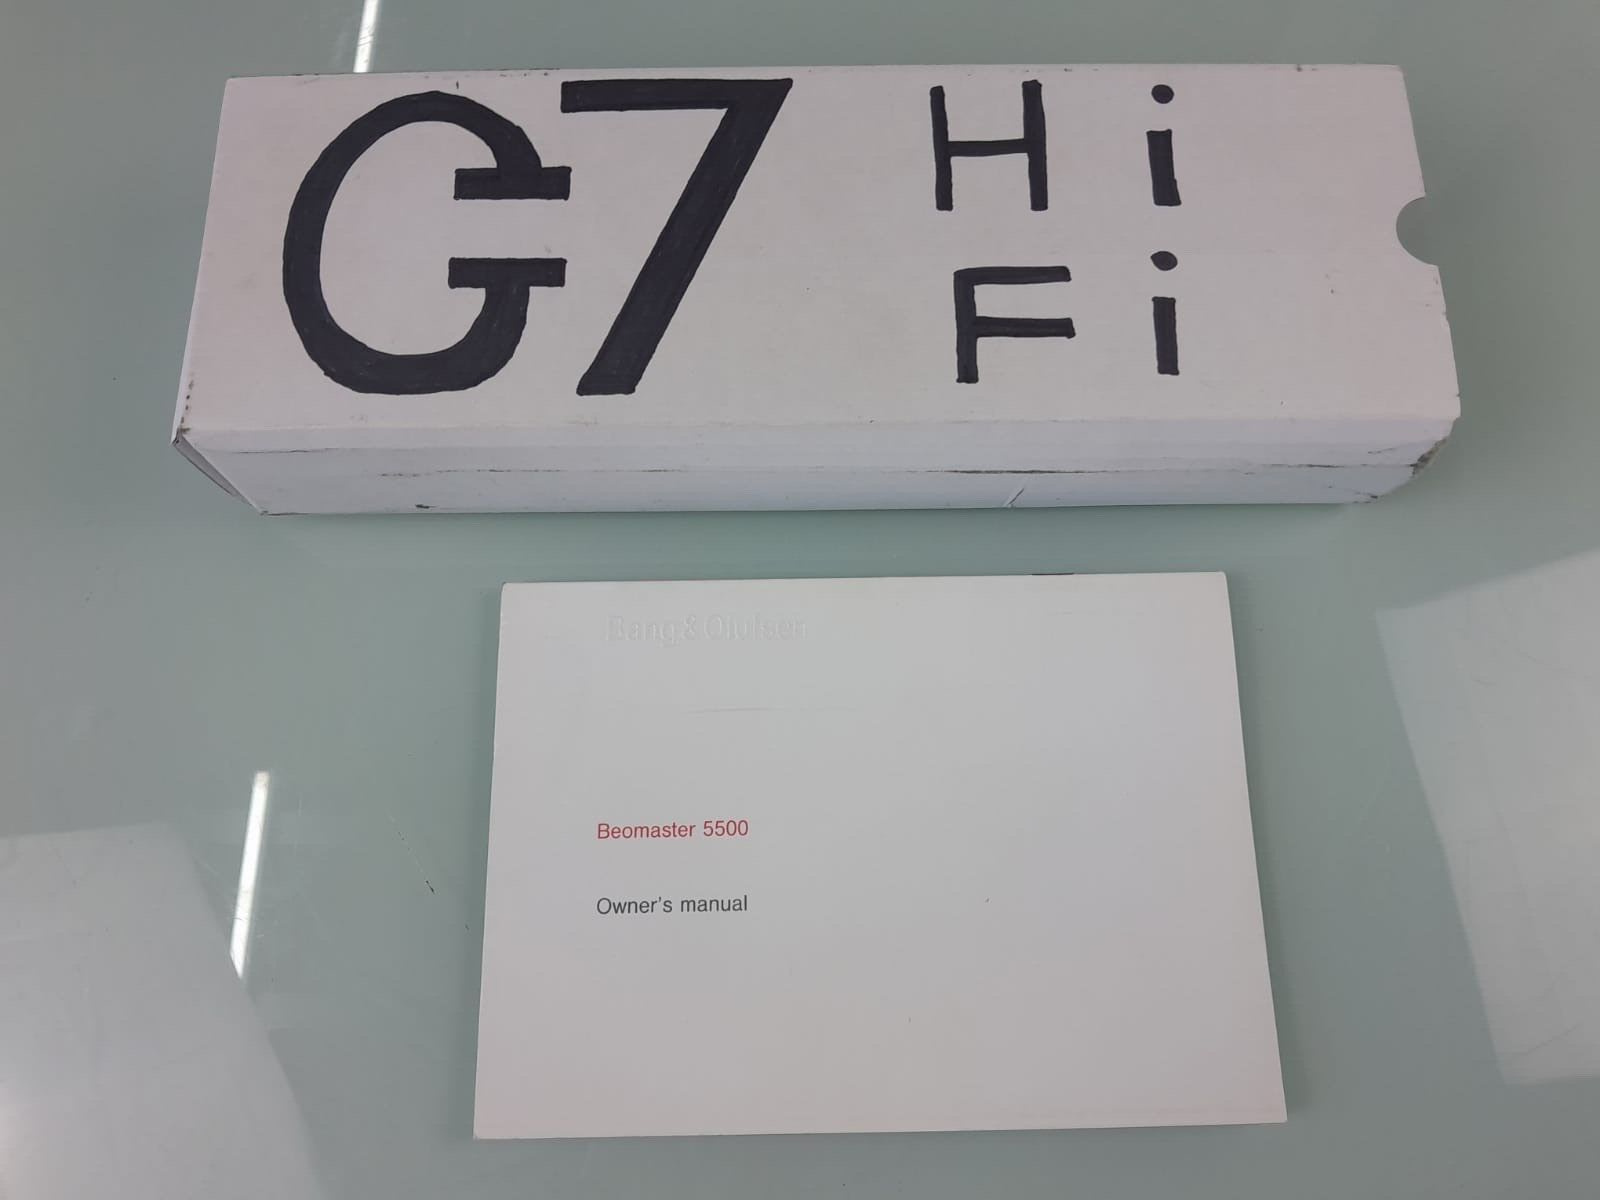 G7 Hi
Fi
Bang & Olufsen
Beomaster 5500
Owner's manual